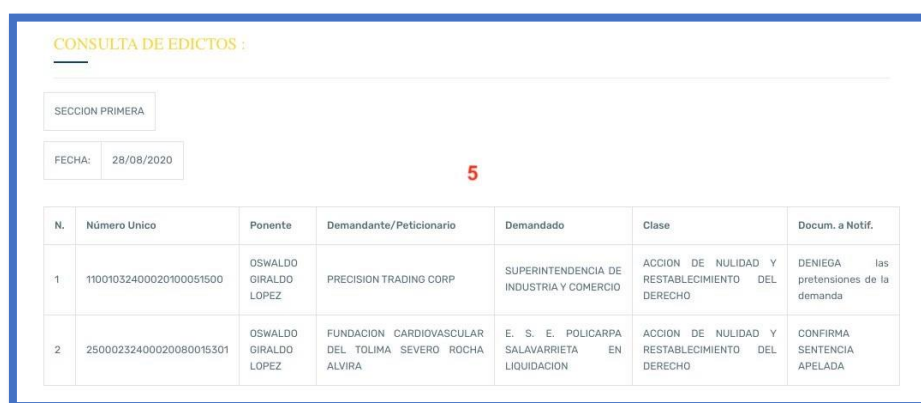 CONSULTA DE EDICTOS :
SECCION PRIMERA
FECHA: 28/08/2020
5
N. Número Unico Ponente Demandante/Peticionario Demandado Clase Docum. a Notif.
1 11001032400020100051500 OSWALDO GIRALDO LOPEZ PRECISION TRADING CORP SUPERINTENDENCIA DE INDUSTRIA Y COMERCIO ACCION DE NULIDAD Y RESTABLECIMIENTO DEL DERECHO DENIEGA las pretensiones de la demanda
2 25000232400020080015301 OSWALDO GIRALDO LOPEZ FUNDACION CARDIOVASCULAR DEL TOLIMA SEVERO ROCHA ALVIRA E. S. E. POLICARPA SALAVARRIETA EN LIQUIDACION ACCION DE NULIDAD Y RESTABLECIMIENTO DEL DERECHO CONFIRMA SENTENCIA APELADA